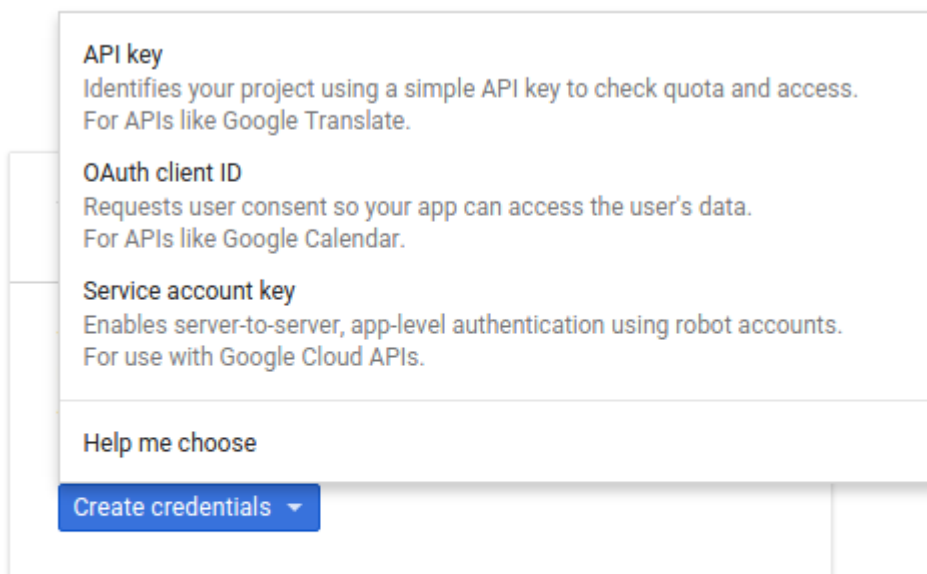 API key
Identifies your project using a simple API key to check quota and access.
For APIs like Google Translate.
OAuth client ID
Requests user consent so your app can access the user's data.
For APIs like Google Calendar.
Service account key
Enables server-to-server, app-level authentication using robot accounts.
For use with Google Cloud APIs.
Help me choose
Create credentials